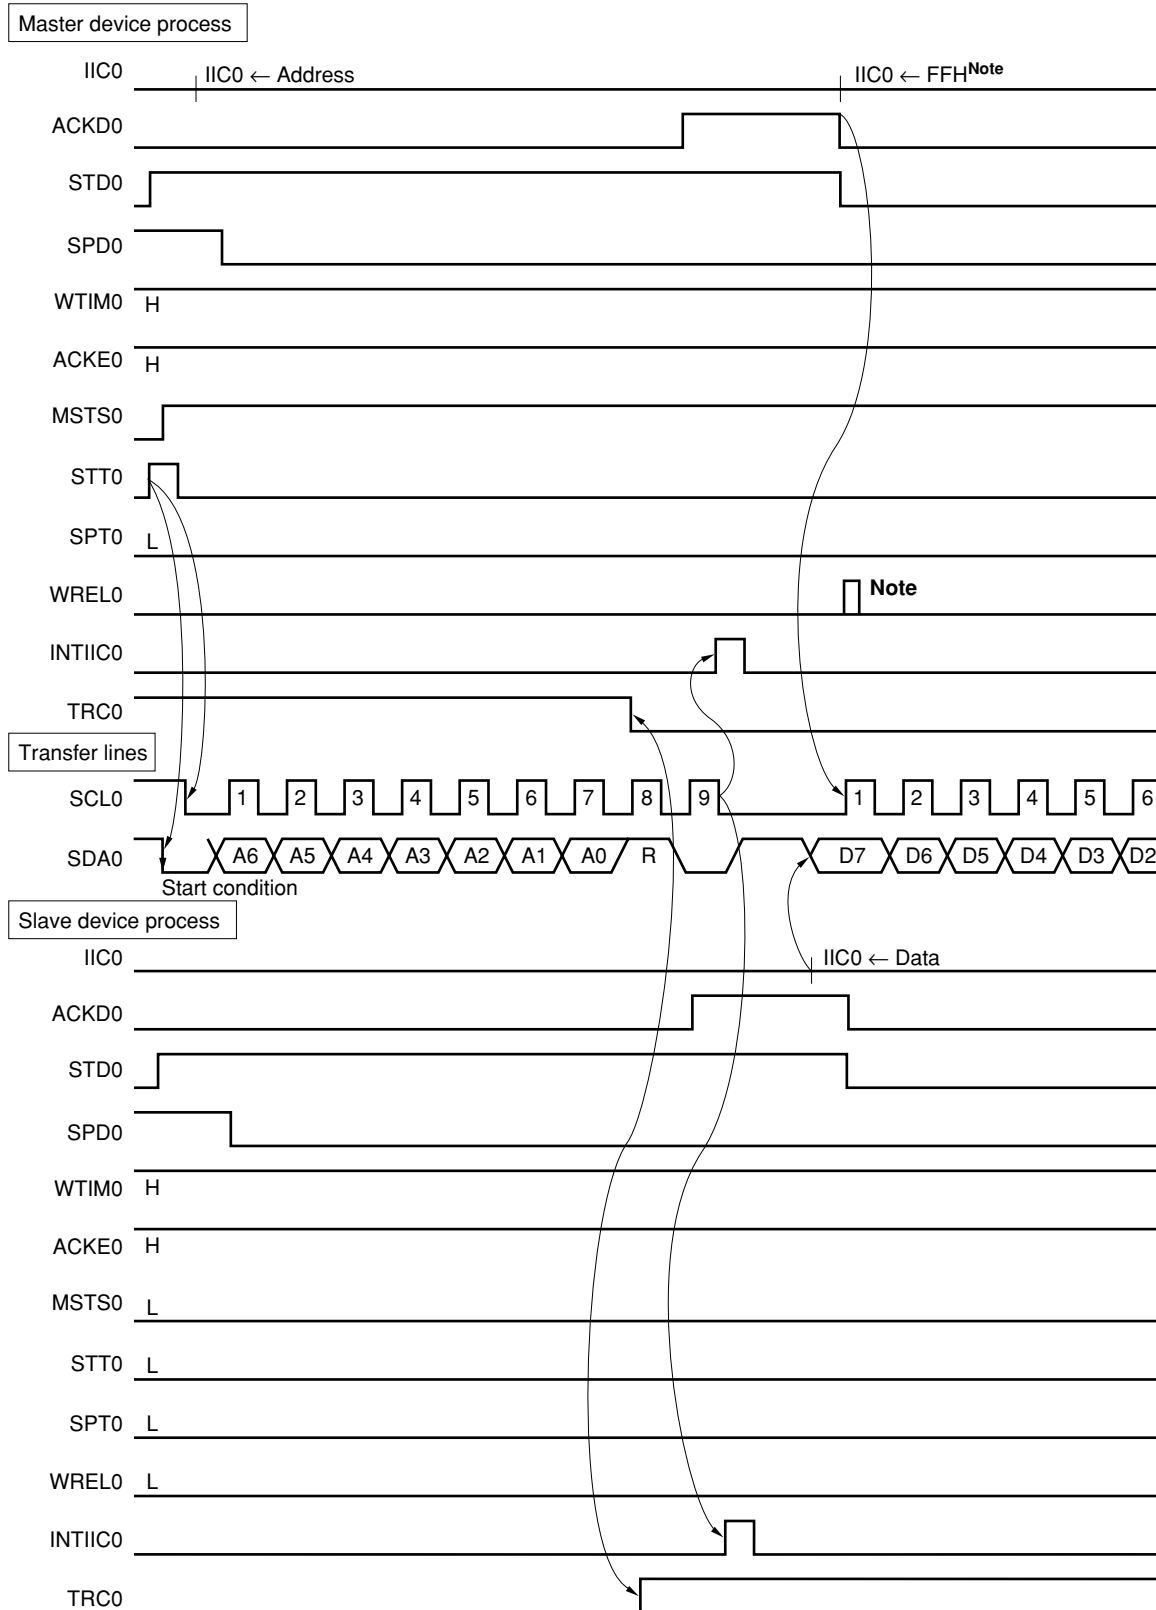 Master device process
IIC0 IIC0 ← Address IIC0 ← FFH Note
ACKD0
STD0
SPD0
WTIM0 H
ACKE0 H
MSTS0
STT0
SPT0 L
WREL0 Note
INTIIC0
TRC0
Transfer lines
SCL0 1 2 3 4 5 6 7 8 9 1 2 3 4 5 6
SDA0 A6 A5 A4 A3 A2 A1 A0 R D7 D6 D5 D4 D3 D2
Start condition
Slave device process
IIC0 IIC0 ← Data
ACKD0
STD0
SPD0
WTIM0 H
ACKE0 H
MSTS0 L
STT0 L
SPT0 L
WREL0 L
INTIIC0
TRC0